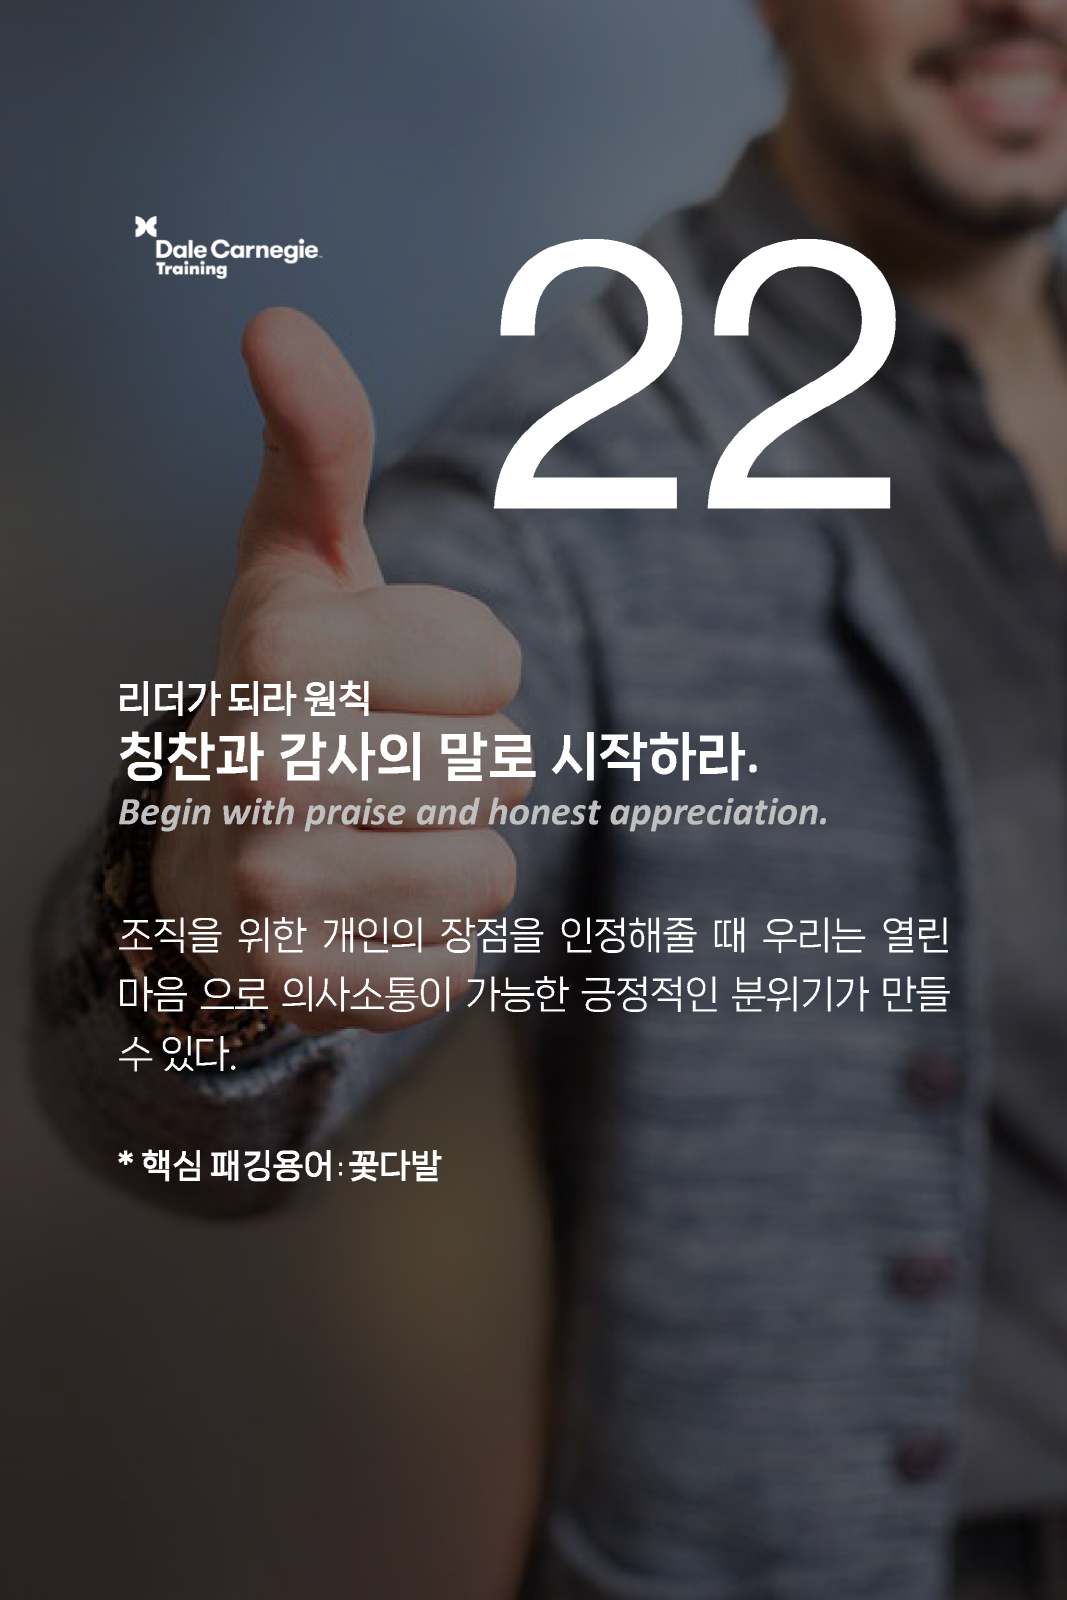 Dale Carnegie
Training
22
리더가 되라 원칙
칭찬과 감사의 말로 시작하라.
Begin with praise and honest appreciation.
조직을 위한 개인의 장점을 인정해줄 때 우리는 열린
마음 으로 의사소통이 가능한 긍정적인 분위기가 만들
수 있다.
* 핵심 패깅용어 : 꽃다발